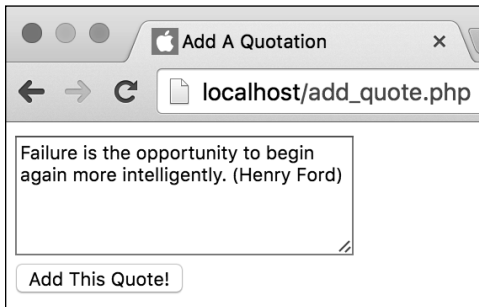 Add A Quotation
localhost/add_quote.php
Failure is the opportunity to begin
again more intelligently. (Henry Ford)
Add This Quote!